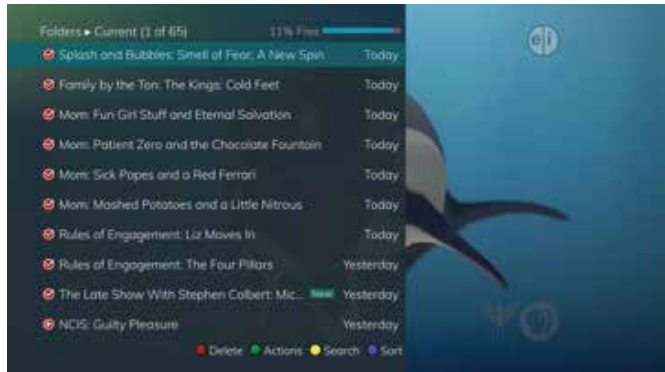 Folders ▸ Current (1 of 65) 11% Free
Splash and Bubbles: Smell of Fear; A New Spin Today
Family by the Ton: The Kings: Cold Feet Today
Mom: Fun Girl Stuff and Eternal Salvation Today
Mom: Patient Zero and the Chocolate Fountain Today
Mom: Sick Popes and a Red Ferrari Today
Mom: Mashed Potatoes and a Little Nitrous Today
Rules of Engagement: Liz Moves In Today
Rules of Engagement: The Four Pillars Yesterday
The Late Show With Stephen Colbert: Mic... New Yesterday
NCIS: Guilty Pleasure Yesterday
Delete Actions Search Sort
e|i